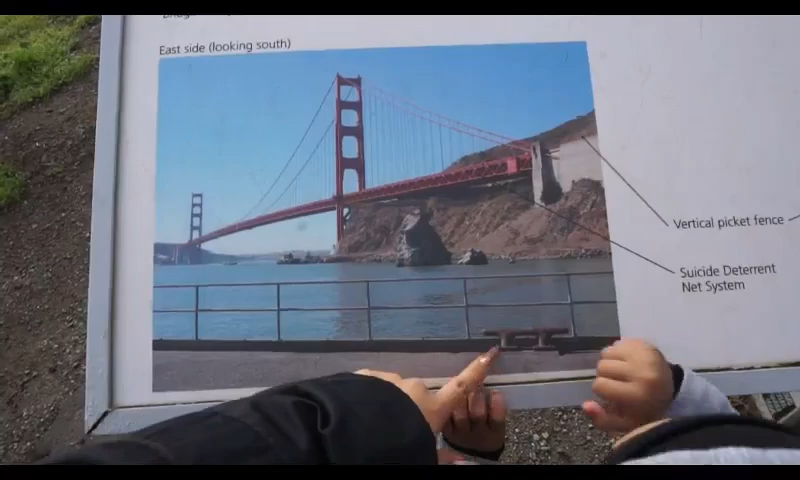 East side (looking south)
Vertical picket fence
Suicide Deterrent
Net System